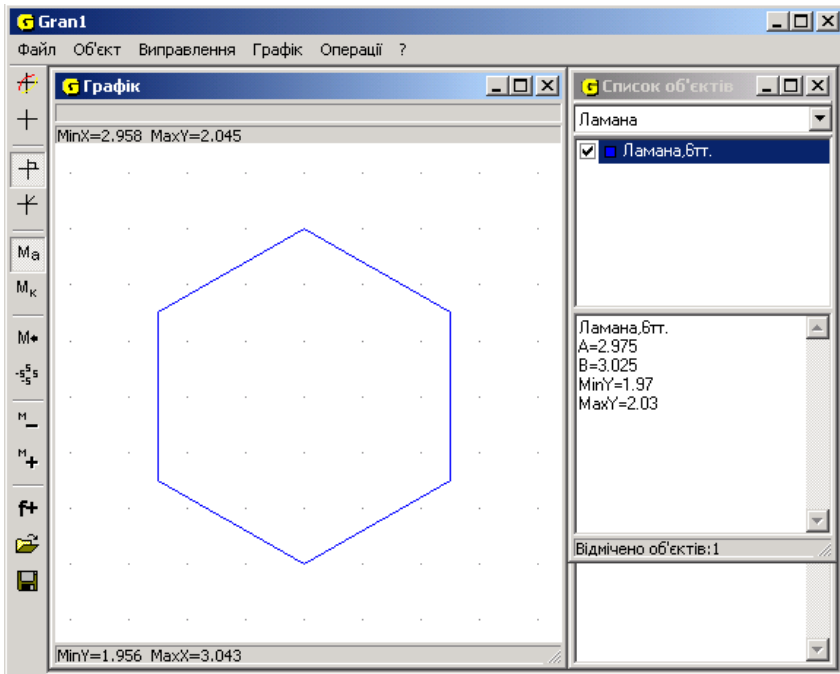 Gran1
Файл Об'єкт Виправлення Графік Операції ?
Графік
MinX=2.958 MaxY=2.045
Ma
Mк
M
-s s s s
M
M
f+
MinY=1.956 MaxX=3.043
Список об'єктів
Ламана
Ламана,6тт.
Ламана,6тт.
A=2.975
B=3.025
MinY=1.97
MaxY=2.03
Відмічено об'єктів:1